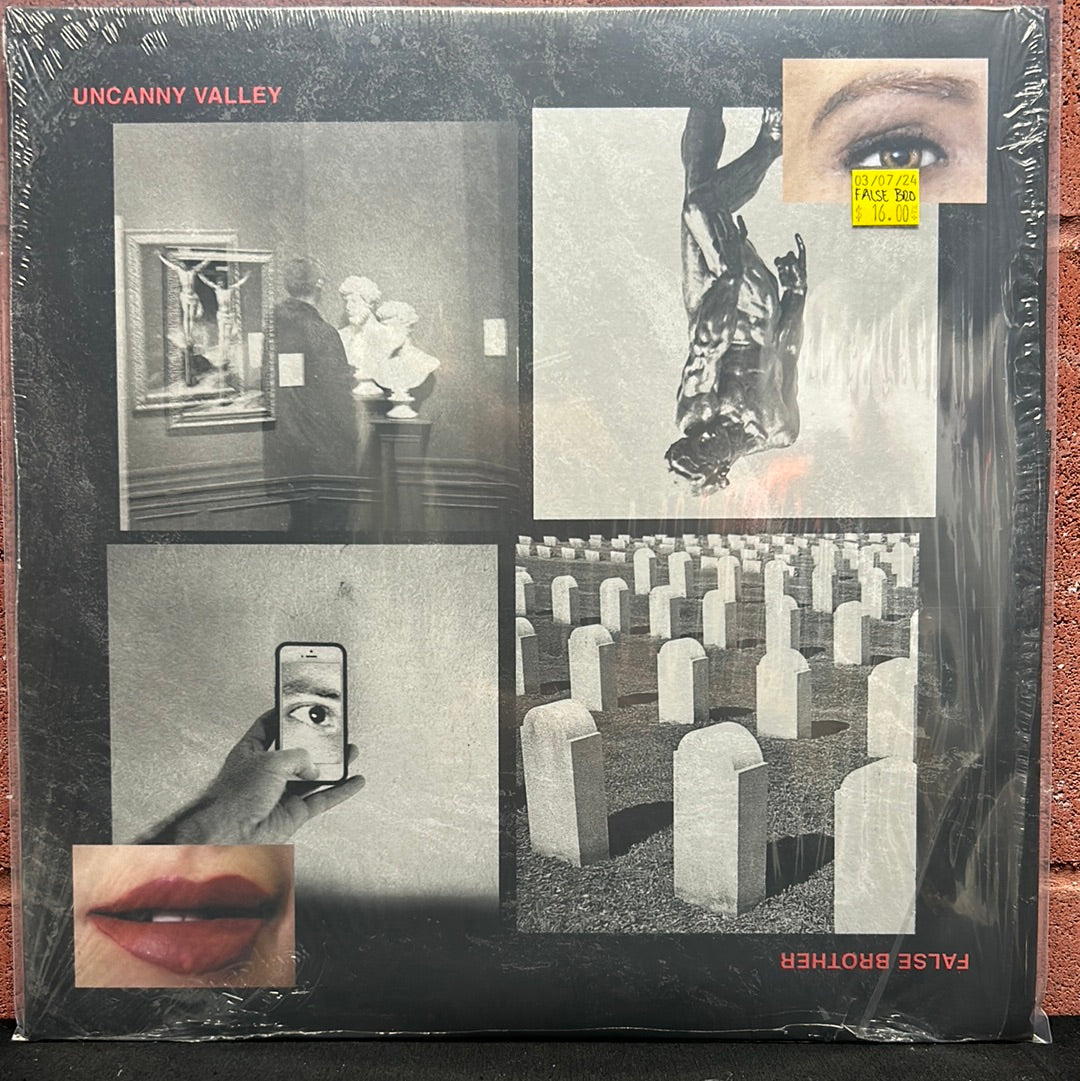 UNCANNY VALLEY
03/07/24
FALSE BRO
$ 16.00
FALSE BROTHER